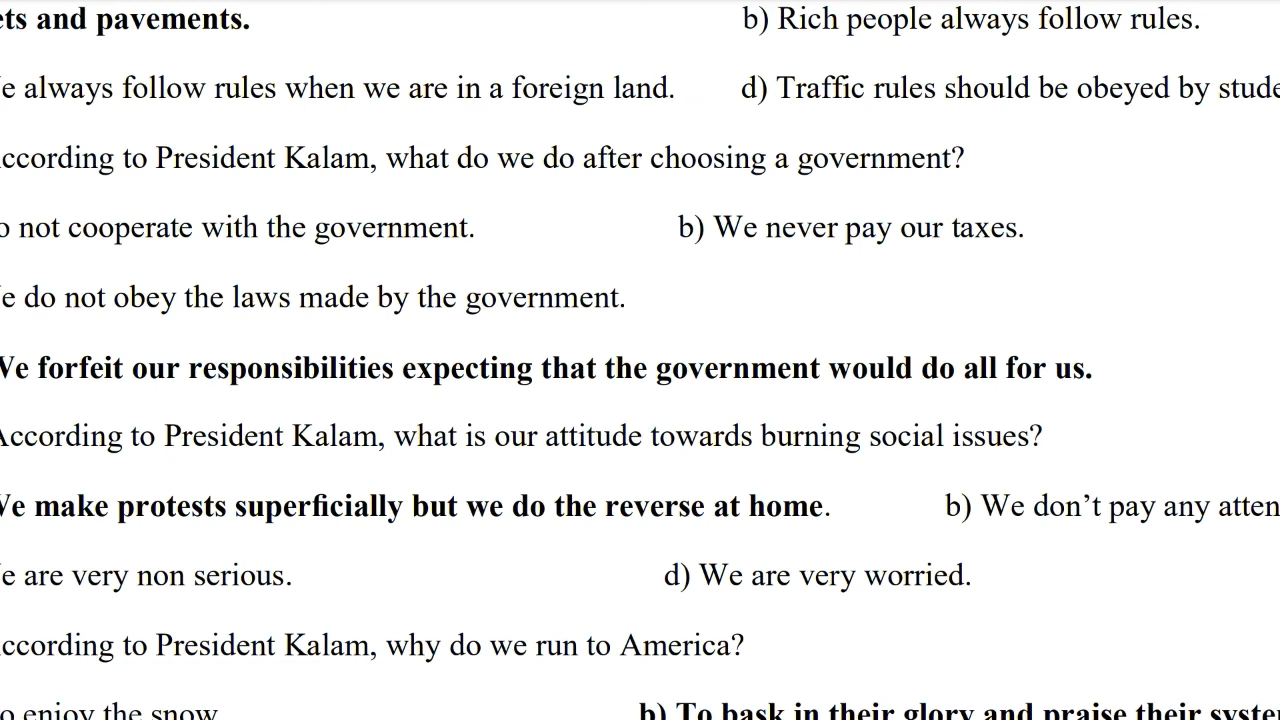 and pavements. b) Rich people always follow rules.
always follow rules when we are in a foreign land. d) Traffic rules should be obeyed by
to President Kalam, what do we do after choosing a government?
not cooperate with the government. b) We never pay our taxes.
do not obey the laws made by the government.
We forfeit our responsibilities expecting that the government would do all for us.
According to President Kalam, what is our attitude towards burning social issues?
We make protests superficially but we do the reverse at home. b) We don’t pay any
are very non serious. d) We are very worried.
to President Kalam, why do we run to America?
enjoy the snow b) To bask in their glory and praise their